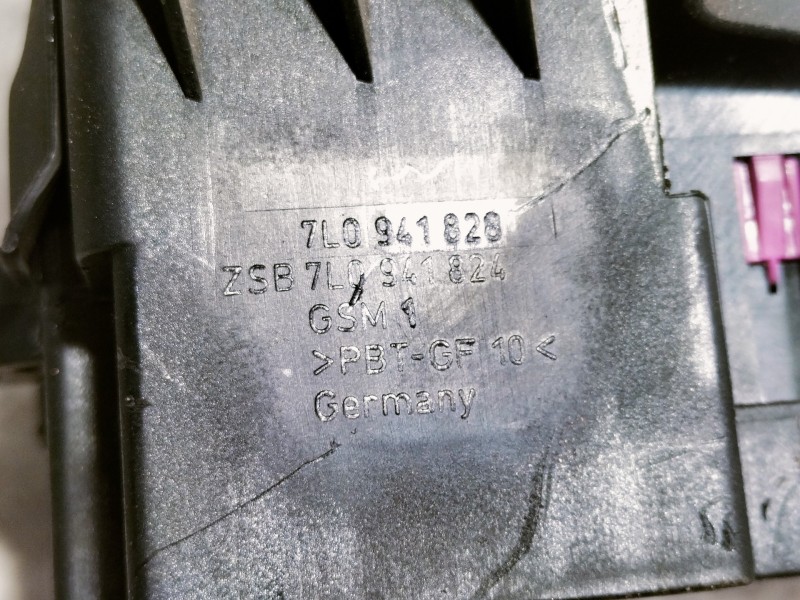 7L0 941 828
ZSB 7L0 941 824
GSM 1
>PBT-GF 10<
Germany